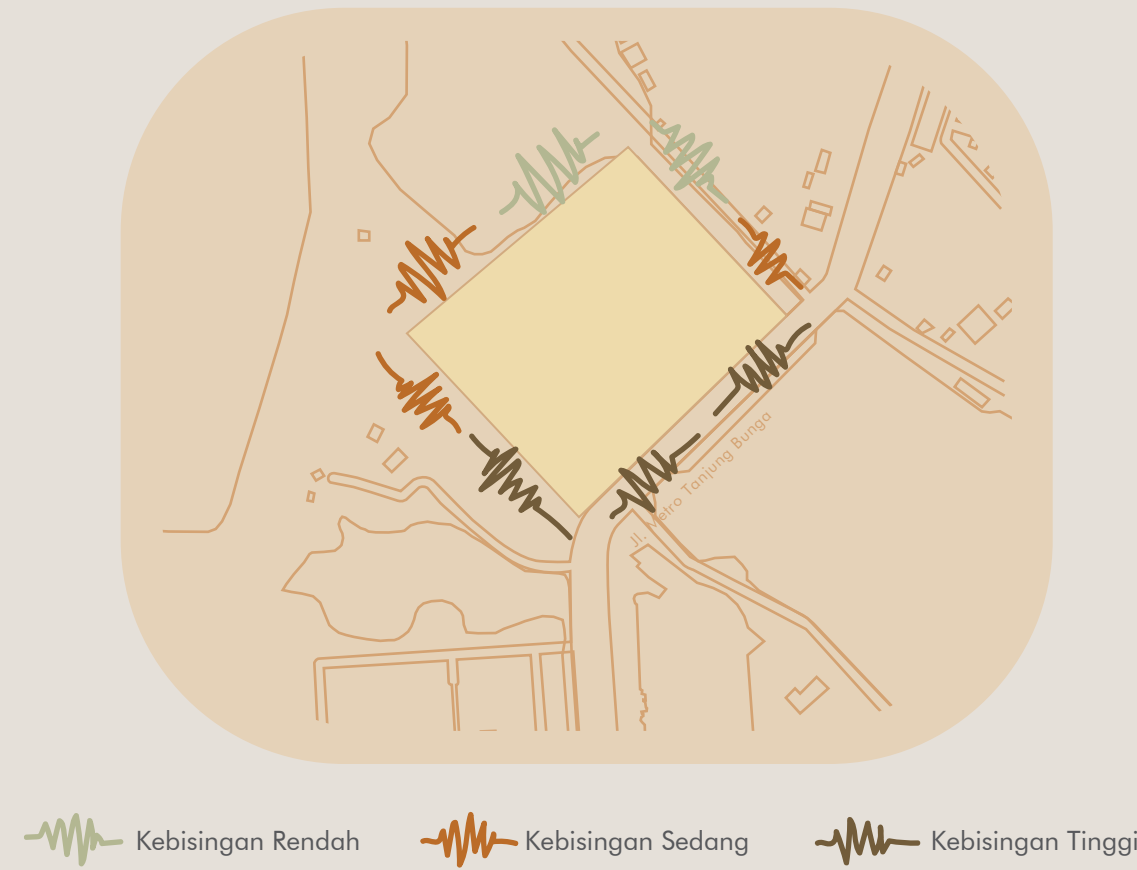 Jl. Metro Tanjung Bunga
Kebisingan Rendah
Kebisingan Sedang
Kebisingan Tinggi